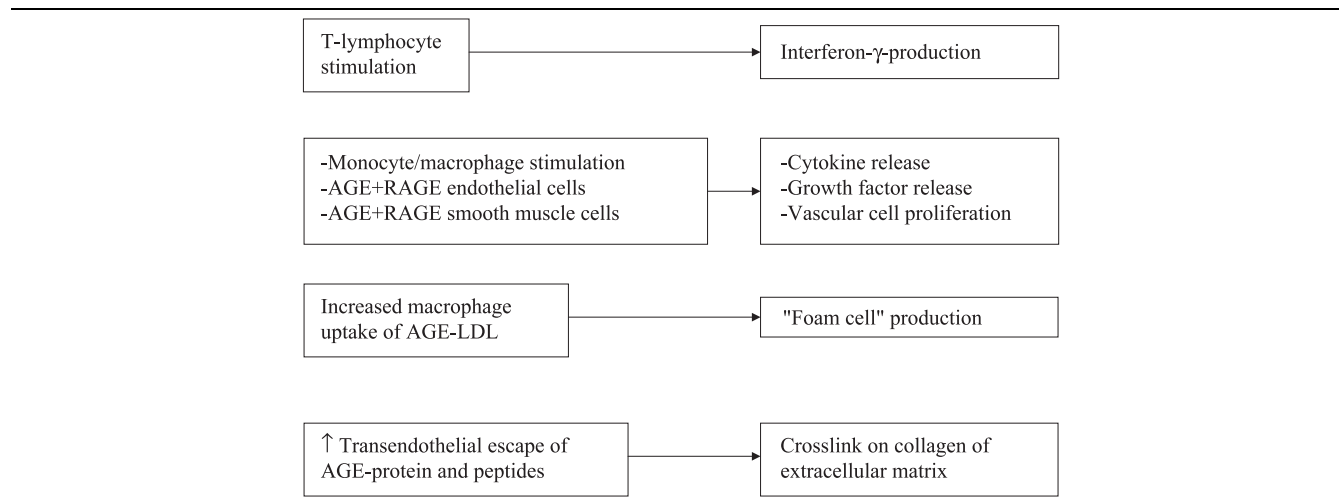 T-lymphocyte
stimulation
Interferon-γ-production
-Monocyte/macrophage stimulation
-AGE+RAGE endothelial cells
-AGE+RAGE smooth muscle cells
-Cytokine release
-Growth factor release
-Vascular cell proliferation
Increased macrophage
uptake of AGE-LDL
"Foam cell" production
↑ Transendothelial escape of
AGE-protein and peptides
Crosslink on collagen of
extracellular matrix